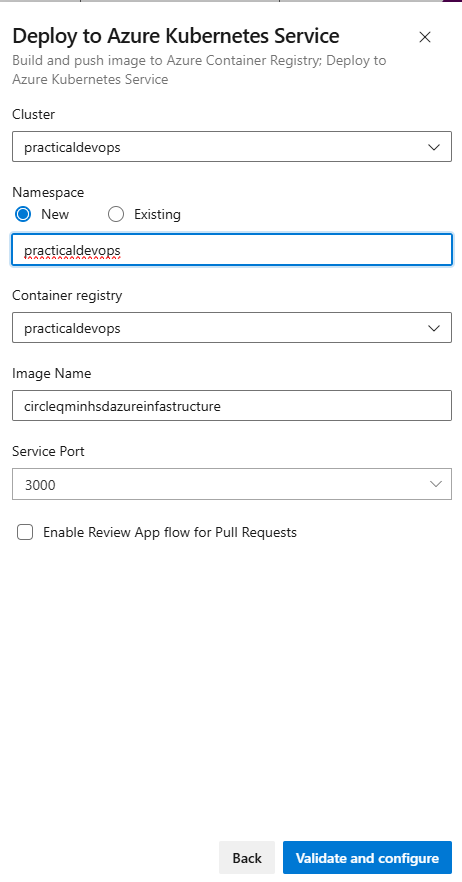 Deploy to Azure Kubernetes Service
Build and push image to Azure Container Registry; Deploy to
Azure Kubernetes Service
Cluster
practicaldevops
Namespace
New Existing
practicaldevops
Container registry
practicaldevops
Image Name
circleqminhsdazureinfastructure
Service Port
3000
Enable Review App flow for Pull Requests
Back Validate and configure